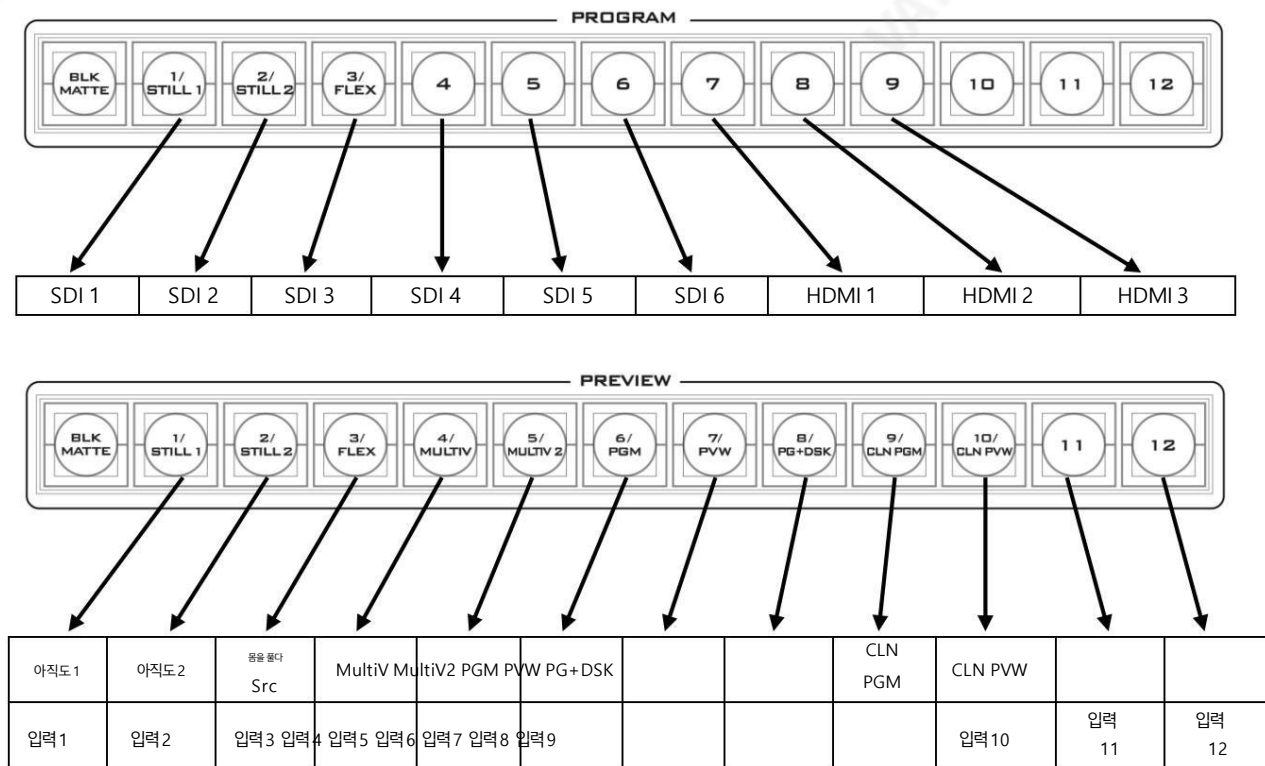 PROGRAM
BLK MATTE
1/ STILL 1
2/ STILL 2
3/ FLEX
4
5
6
7
8
9
10
11
12
SDI 1
SDI 2
SDI 3
SDI 4
SDI 5
SDI 6
HDMI 1
HDMI 2
HDMI 3
PREVIEW
BLK MATTE
1/ STILL 1
2/ STILL 2
3/ FLEX
4/ MULTIV
5/ MULTIV 2
6/ PGM
7/ PVW
8/ PG+DSK
9/ CLN PGM
10/ CLN PVW
11
12
아직도1
아직도2
몸을 풀다
Src
MultiV MultiV2 PGM PVW PG+DSK
CLN
PGM
CLN PVW
입력1
입력2
입력3 입력4 입력5 입력6 입력7 입력8 입력9
입력10
입력
11
입력
12